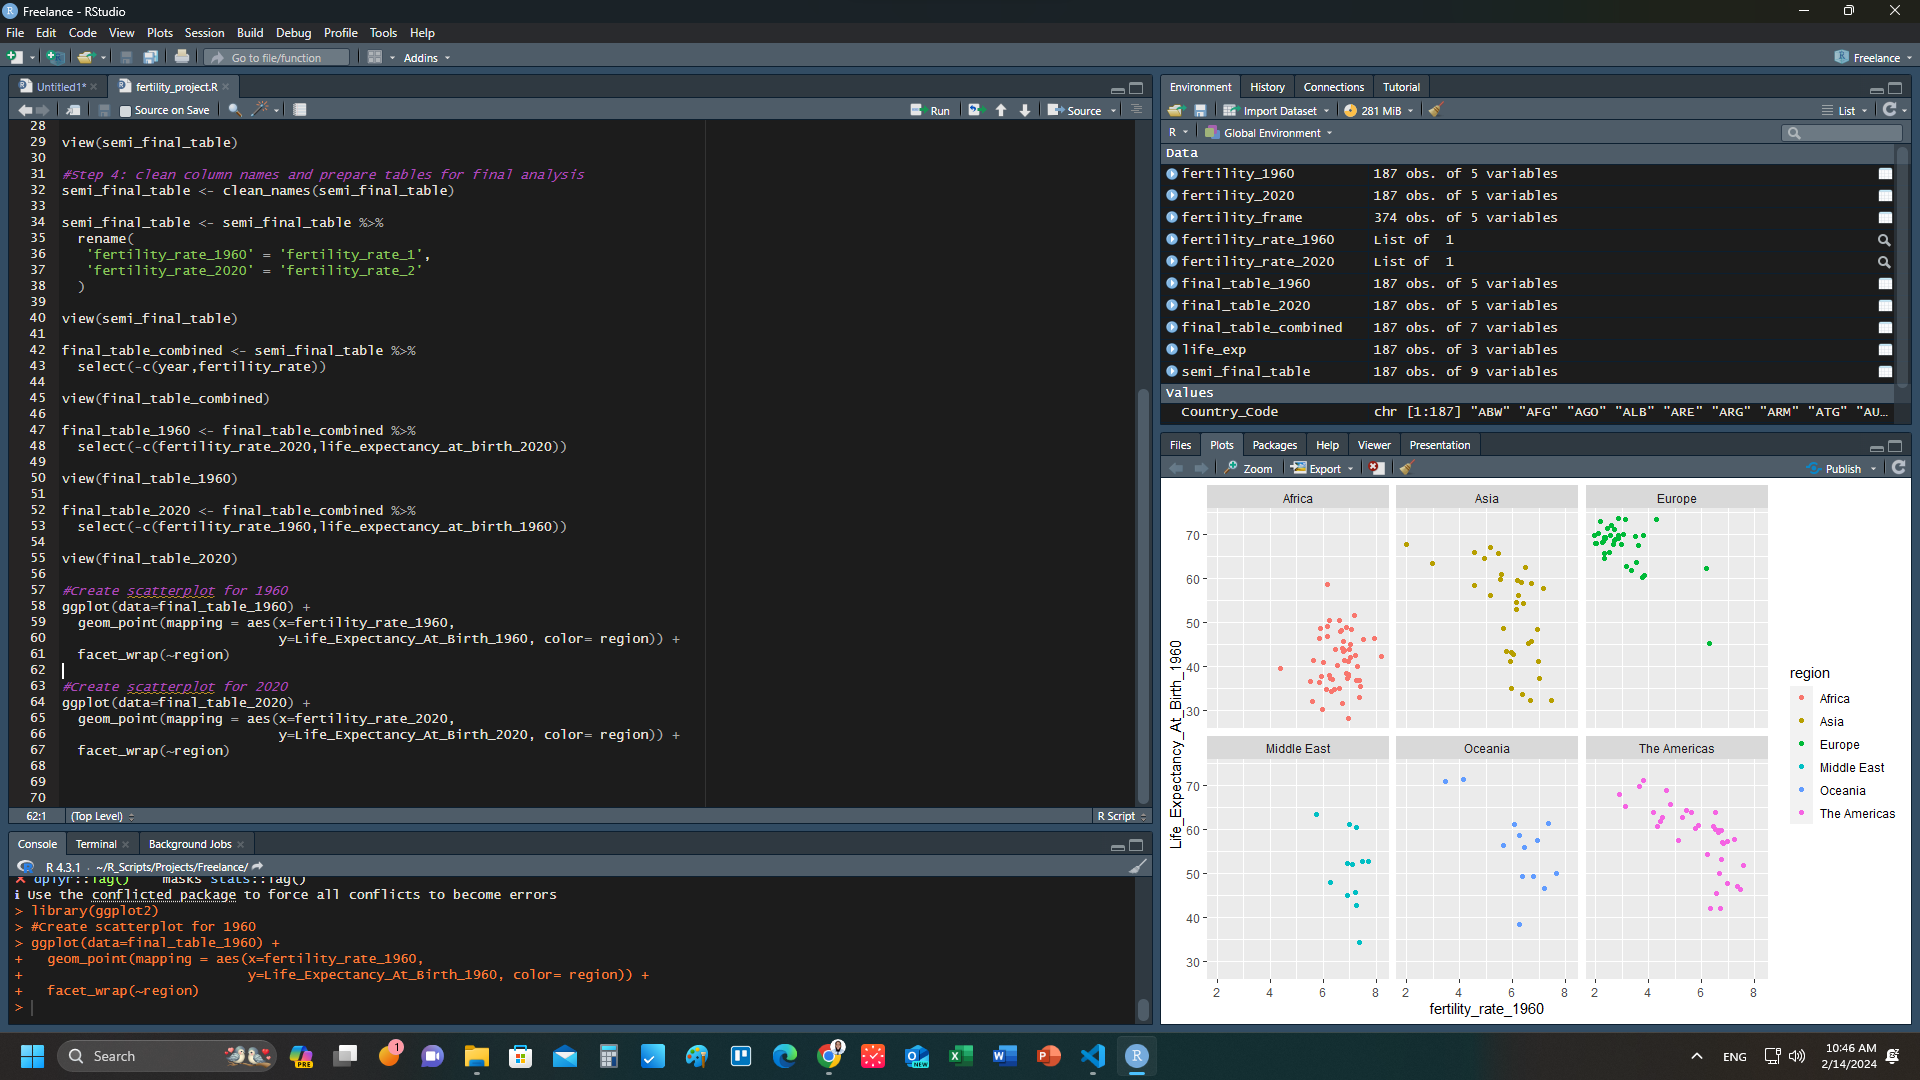 Freelance - RStudio
File Edit Code View Plots Session Build Debug Profile Tools Help
Go to file/function Addins Freelance
Untitled1* fertility_project.R
Source on Save Run Source
28
29 view(semi_final_table)
30
31 #Step 4: clean column names and prepare tables for final analysis
32 semi_final_table <- clean_names(semi_final_table)
33
34 semi_final_table <- semi_final_table %>%
35 rename(
36 'fertility_rate_1960' = 'fertility_rate_1',
37 'fertility_rate_2020' = 'fertility_rate_2'
38 )
39
40 view(semi_final_table)
41
42 final_table_combined <- semi_final_table %>%
43 select(-c(year,fertility_rate))
44
45 view(final_table_combined)
46
47 final_table_1960 <- final_table_combined %>%
48 select(-c(fertility_rate_2020,life_expectancy_at_birth_2020))
49
50 view(final_table_1960)
51
52 final_table_2020 <- final_table_combined %>%
53 select(-c(fertility_rate_1960,life_expectancy_at_birth_1960))
54
55 view(final_table_2020)
56
57 #Create scatterplot for 1960
58 ggplot(data=final_table_1960) +
59 geom_point(mapping = aes(x=fertility_rate_1960,
60 y=Life_Expectancy_At_Birth_1960, color= region)) +
61 facet_wrap(~region)
62
63 #Create scatterplot for 2020
64 ggplot(data=final_table_2020) +
65 geom_point(mapping = aes(x=fertility_rate_2020,
66 y=Life_Expectancy_At_Birth_2020, color= region)) +
67 facet_wrap(~region)
68
69
70
62:1 (Top Level) R Script
Console Terminal Background Jobs
R 4.3.1 · ~/R_Scripts/Projects/Freelance/
✖ dplyr::lag() masks stats::lag()
ℹ Use the conflicted package to force all conflicts to become errors
> library(ggplot2)
> #Create scatterplot for 1960
> ggplot(data=final_table_1960) +
+ geom_point(mapping = aes(x=fertility_rate_1960,
+ y=Life_Expectancy_At_Birth_1960, color= region)) +
+ facet_wrap(~region)
>
Environment History Connections Tutorial
Import Dataset 281 MiB List
R Global Environment
Data
fertility_1960 187 obs. of 5 variables
fertility_2020 187 obs. of 5 variables
fertility_frame 374 obs. of 5 variables
fertility_rate_1960 List of 1
fertility_rate_2020 List of 1
final_table_1960 187 obs. of 5 variables
final_table_2020 187 obs. of 5 variables
final_table_combined 187 obs. of 7 variables
life_exp 187 obs. of 3 variables
semi_final_table 187 obs. of 9 variables
Values
Country_Code chr [1:187] "ABW" "AFG" "AGO" "ALB" "ARE" "ARG" "ARM" "ATG" "AU...
Files Plots Packages Help Viewer Presentation
Zoom Export Publish
Africa Asia Europe
70
60
50
40
30
Middle East Oceania The Americas
70
60
50
40
30
2 4 6 8 2 4 6 8 2 4 6 8
fertility_rate_1960
Life_Expectancy_At_Birth_1960
region
Africa
Asia
Europe
Middle East
Oceania
The Americas
Search PRE 1 NEW ENG 10:46 AM
2/14/2024